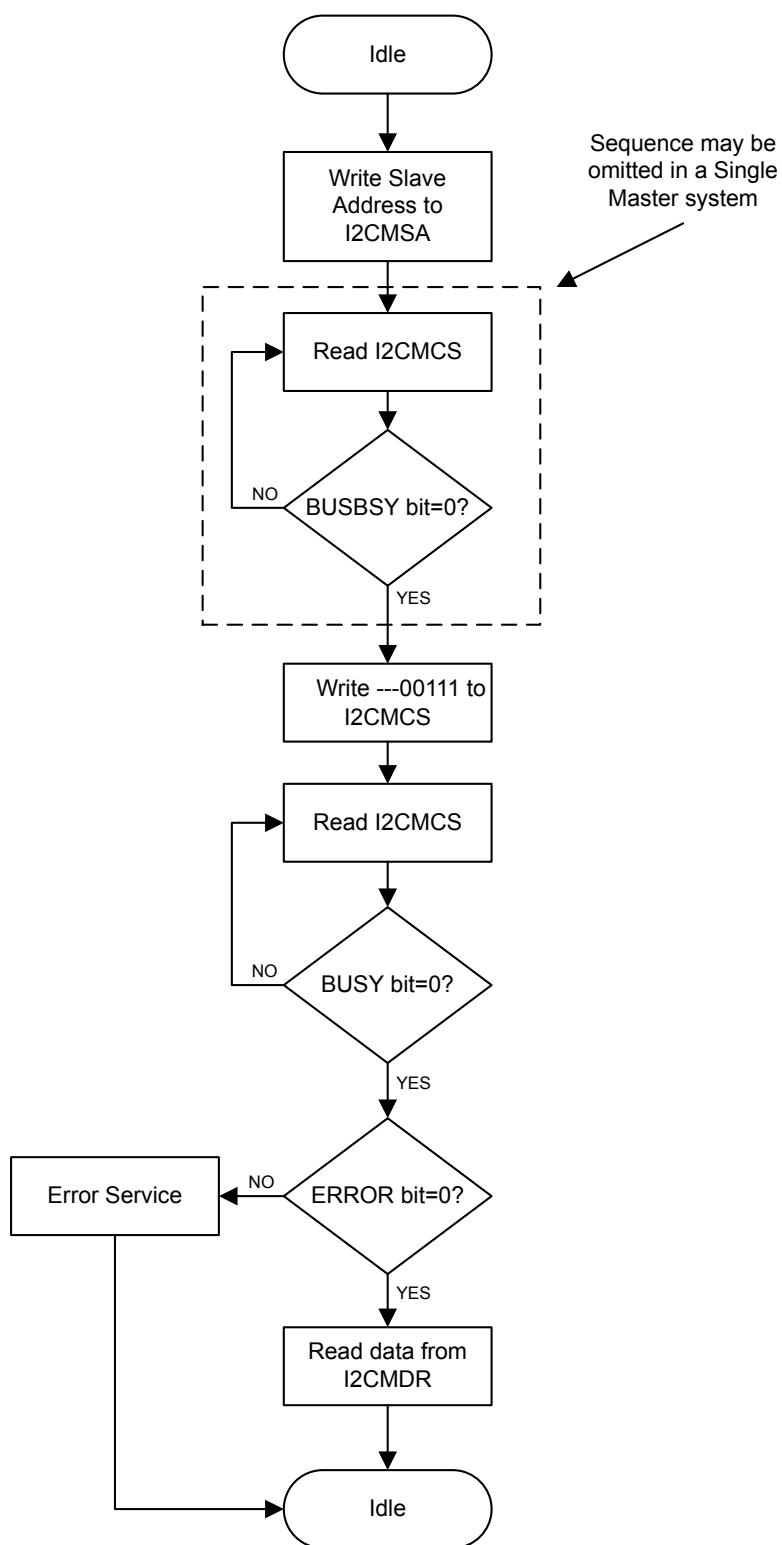 Idle
Sequence may be
omitted in a Single
Master system
Write Slave
Address to
I2CMSA
Read I2CMCS
NO
BUSBSY bit=0?
YES
Write ---00111 to
I2CMCS
Read I2CMCS
NO
BUSY bit=0?
YES
Error Service
NO
ERROR bit=0?
YES
Read data from
I2CMDR
Idle